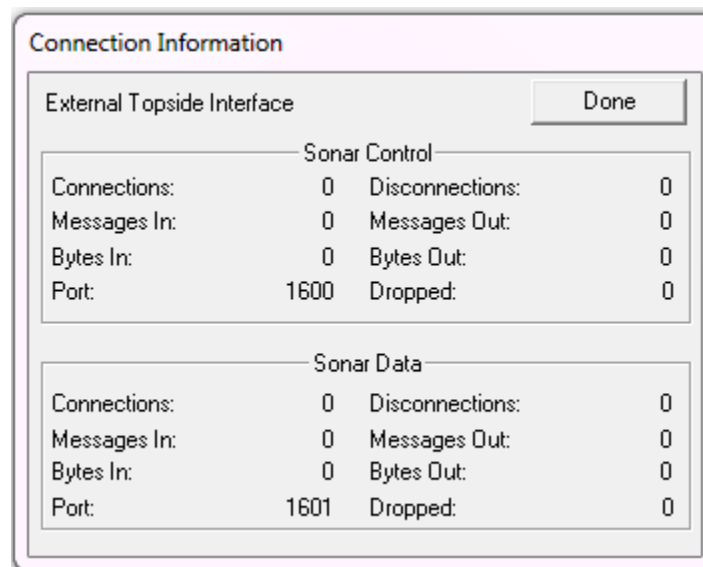 Connection Information
External Topside Interface Done
Sonar Control
Connections: 0 Disconnections: 0
Messages In: 0 Messages Out: 0
Bytes In: 0 Bytes Out: 0
Port: 1600 Dropped: 0
Sonar Data
Connections: 0 Disconnections: 0
Messages In: 0 Messages Out: 0
Bytes In: 0 Bytes Out: 0
Port: 1601 Dropped: 0